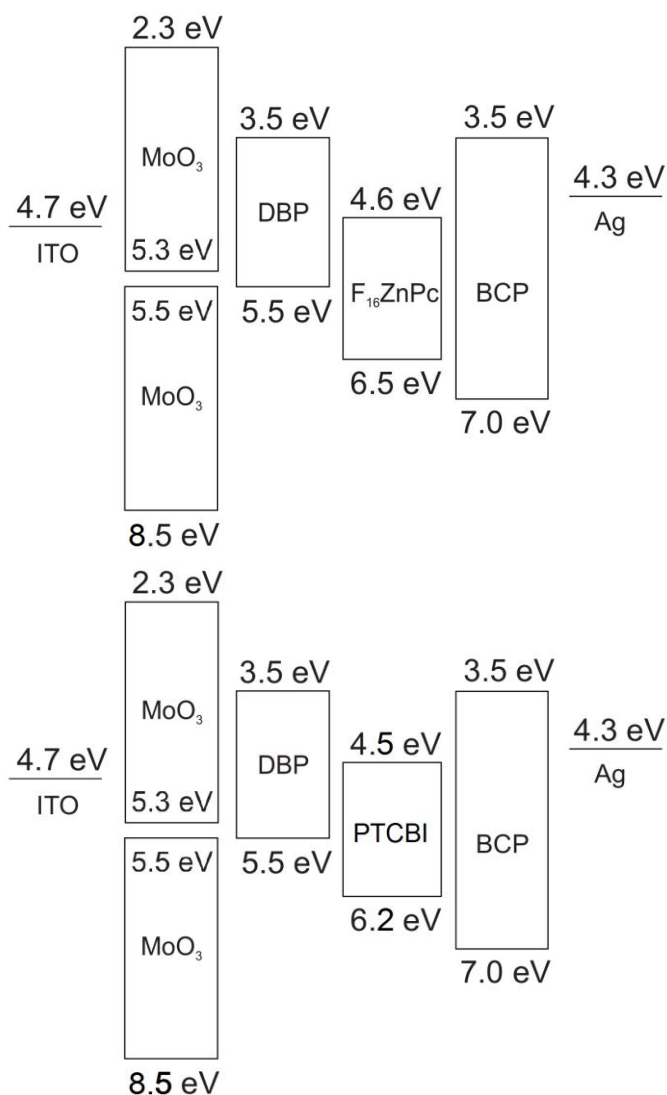 2.3 eV
MoO₃
5.3 eV
5.5 eV
MoO₃
8.5 eV
4.7 eV
ITO
3.5 eV
DBP
5.5 eV
4.6 eV
F₁₆ZnPc
6.5 eV
3.5 eV
BCP
7.0 eV
4.3 eV
Ag
2.3 eV
MoO₃
5.3 eV
5.5 eV
MoO₃
8.5 eV
4.7 eV
ITO
3.5 eV
DBP
5.5 eV
4.5 eV
PTCBI
6.2 eV
3.5 eV
BCP
7.0 eV
4.3 eV
Ag